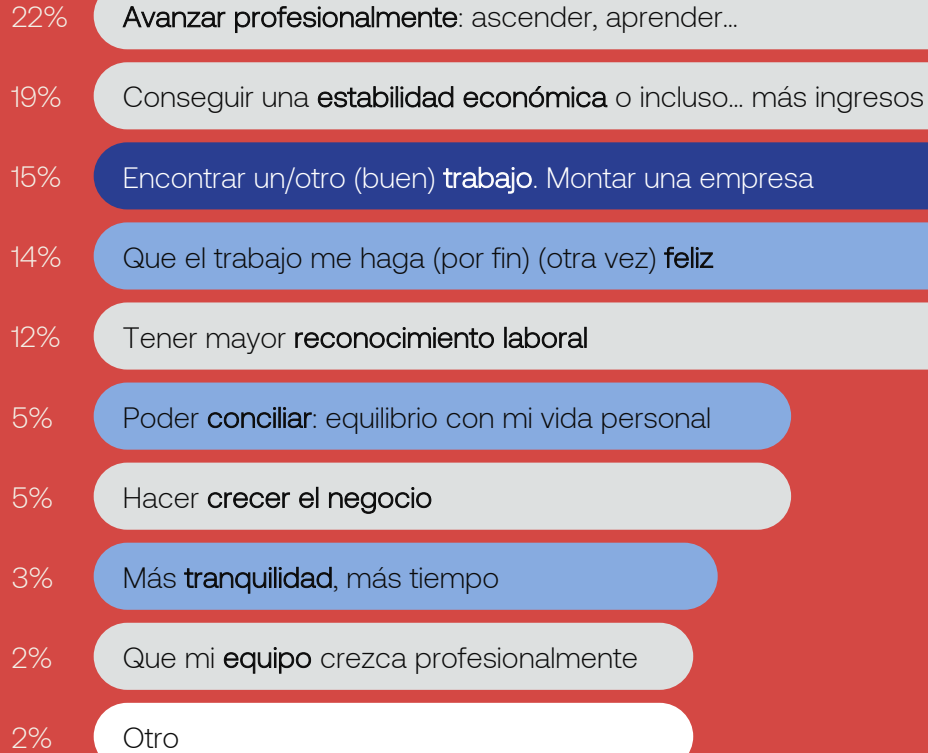 22% Avanzar profesionalmente: ascender, aprender...
19% Conseguir una estabilidad económica o incluso... más ingresos
15% Encontrar un/otro (buen) trabajo. Montar una empresa
14% Que el trabajo me haga (por fin) (otra vez) feliz
12% Tener mayor reconocimiento laboral
5% Poder conciliar: equilibrio con mi vida personal
5% Hacer crecer el negocio
3% Más tranquilidad, más tiempo
2% Que mi equipo crezca profesionalmente
2% Otro